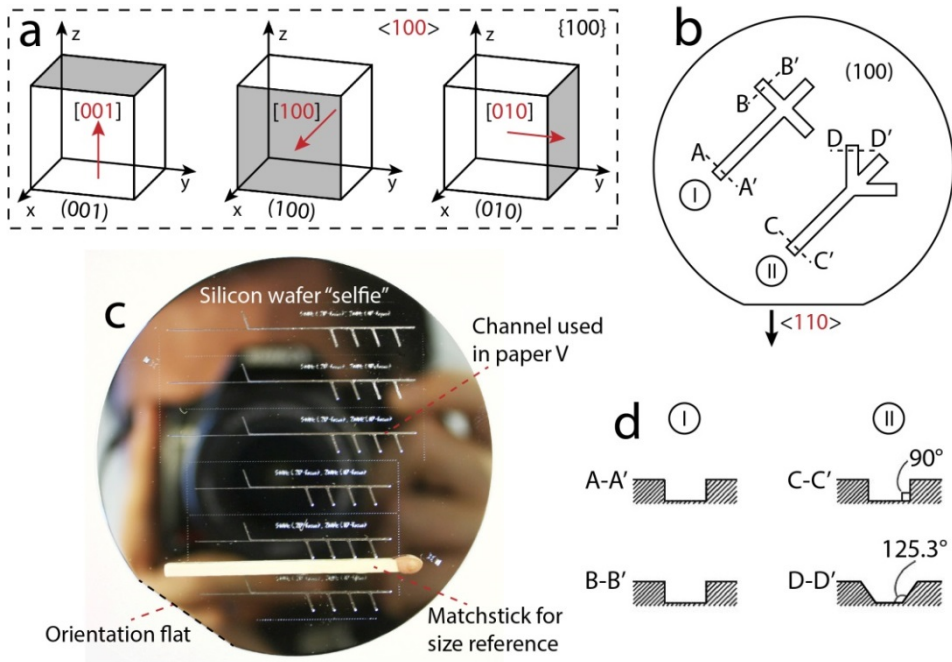 a
<100>
{100}
z
z
z
[001]
[100]
[010]
y
y
y
x
(001)
x
(100)
x
(010)
b
(100)
B'
B
A
A'
I
D
D'
C
C'
II
<110>
c
Silicon wafer “selfie”
Channel used
in paper V
Orientation flat
Matchstick for
size reference
d
I
II
A-A'
C-C'
90°
B-B'
D-D'
125.3°